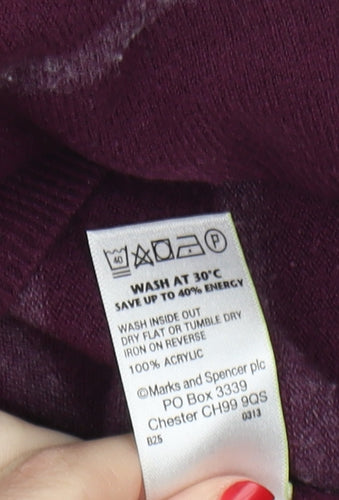 40 P
WASH AT 30°C
SAVE UP TO 40% ENERGY
WASH INSIDE OUT
DRY FLAT OR TUMBLE DRY
IRON ON REVERSE
100% ACRYLIC
©Marks and Spencer plc
PO Box 3339
Chester CH99 9QS
B25 0313